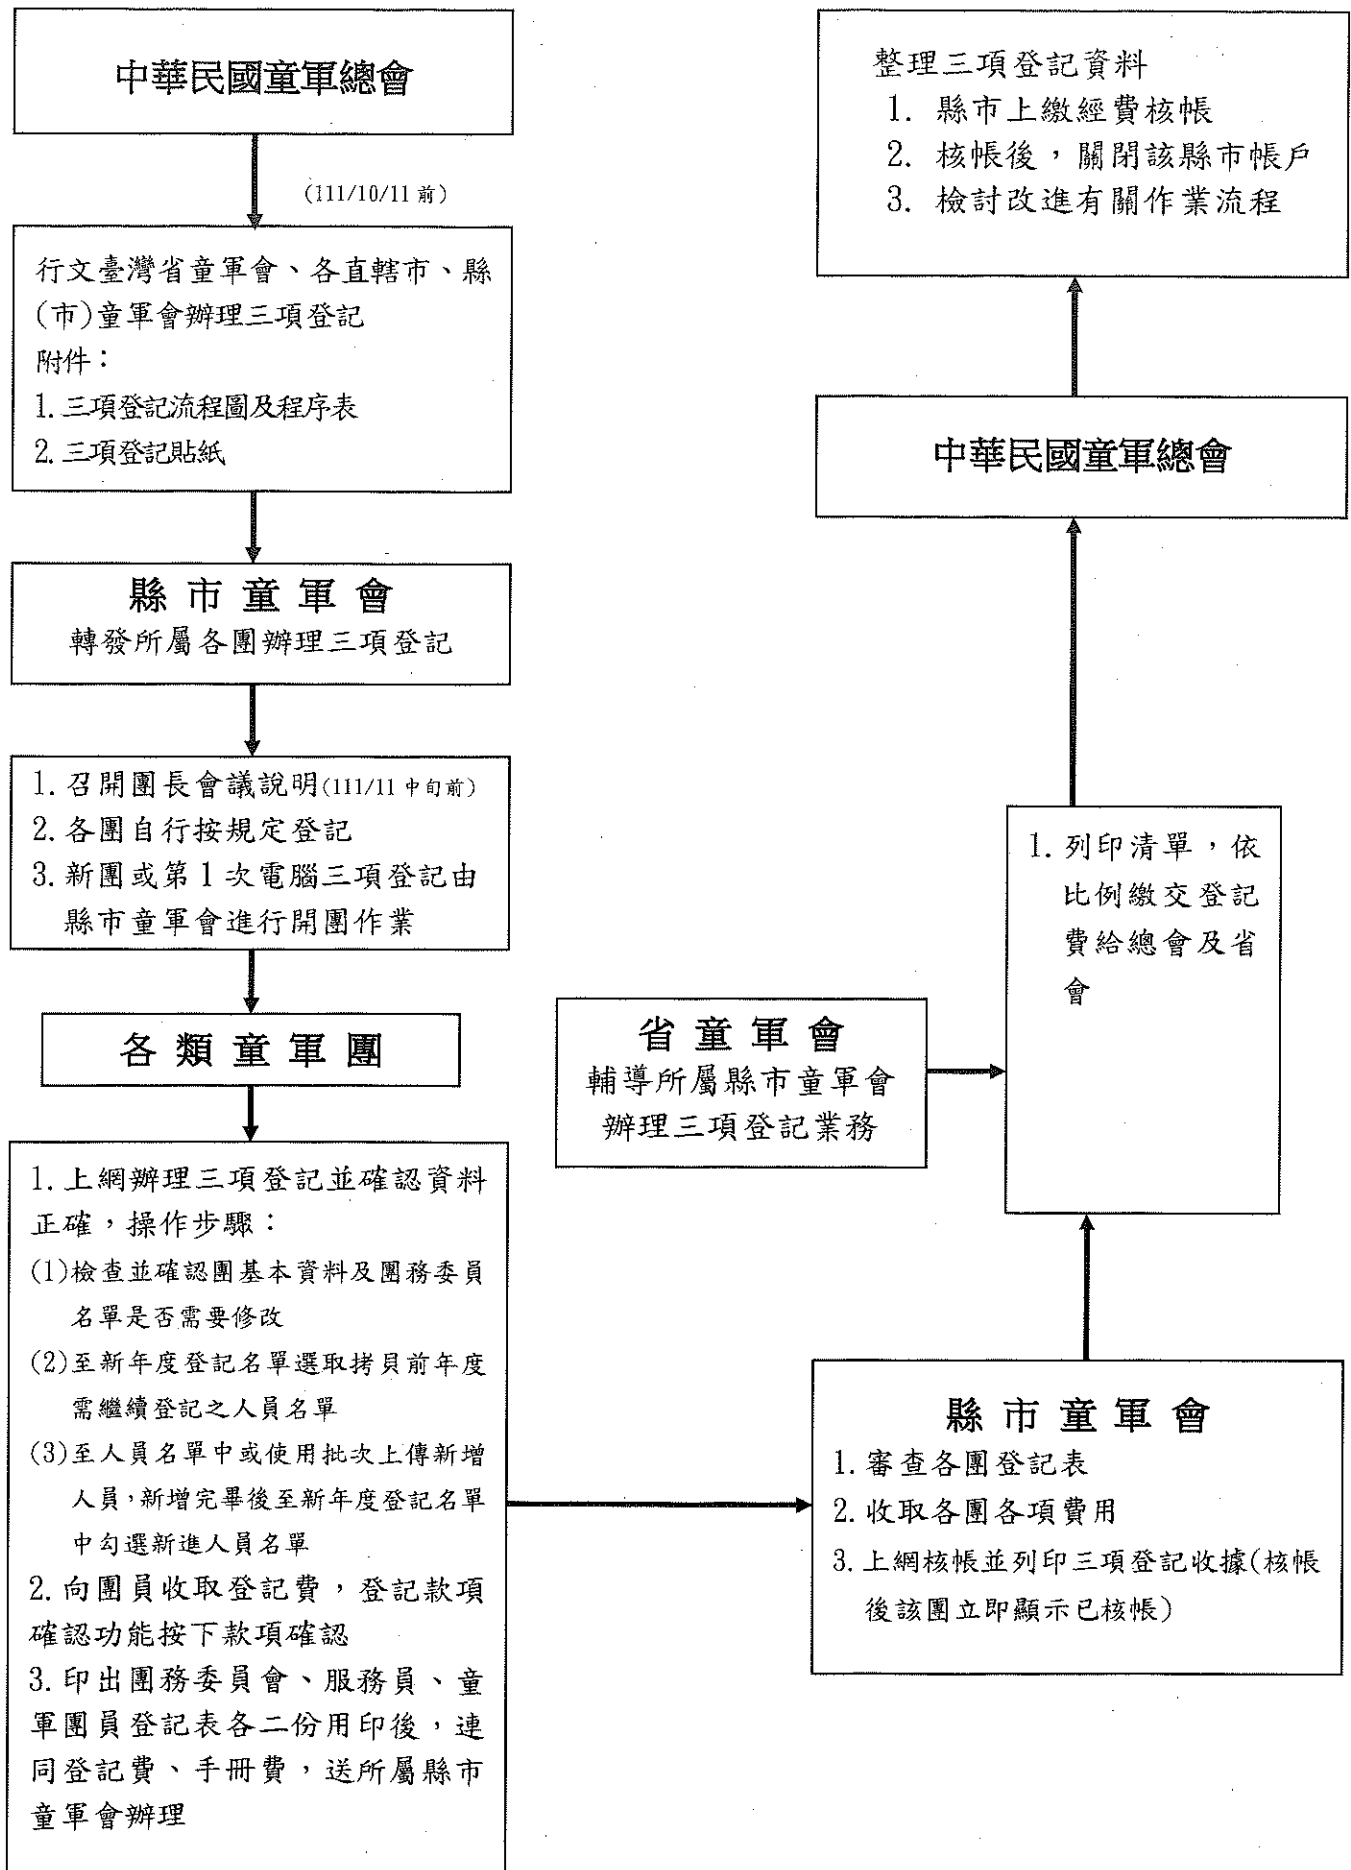 中華民國童軍總會
(111/10/11 前)
行文臺灣省童軍會、各直轄市、縣
(市)童軍會辦理三項登記
附件：
1. 三項登記流程圖及程序表
2. 三項登記貼紙
縣 市 童 軍 會
轉發所屬各團辦理三項登記
1. 召開團長會議說明(111/11 中旬前)
2. 各團自行按規定登記
3. 新團或第 1 次電腦三項登記由
縣市童軍會進行開團作業
各 類 童 軍 團
1. 上網辦理三項登記並確認資料
正確，操作步驟：
(1)檢查並確認團基本資料及團務委員
名單是否需要修改
(2)至新年度登記名單選取拷貝前年度
需繼續登記之人員名單
(3)至人員名單中或使用批次上傳新增
人員，新增完畢後至新年度登記名單
中勾選新進人員名單
2. 向團員收取登記費，登記款項
確認功能按下款項確認
3. 印出團務委員會、服務員、童
軍團員登記表各二份用印後，連
同登記費、手冊費，送所屬縣市
童軍會辦理
縣 市 童 軍 會
1. 審查各團登記表
2. 收取各團各項費用
3. 上網核帳並列印三項登記收據(核帳
後該團立即顯示已核帳)
省 童 軍 會
輔導所屬縣市童軍會
辦理三項登記業務
1. 列印清單，依
比例繳交登記
費給總會及省
會
中華民國童軍總會
整理三項登記資料
1. 縣市上繳經費核帳
2. 核帳後，關閉該縣市帳戶
3. 檢討改進有關作業流程